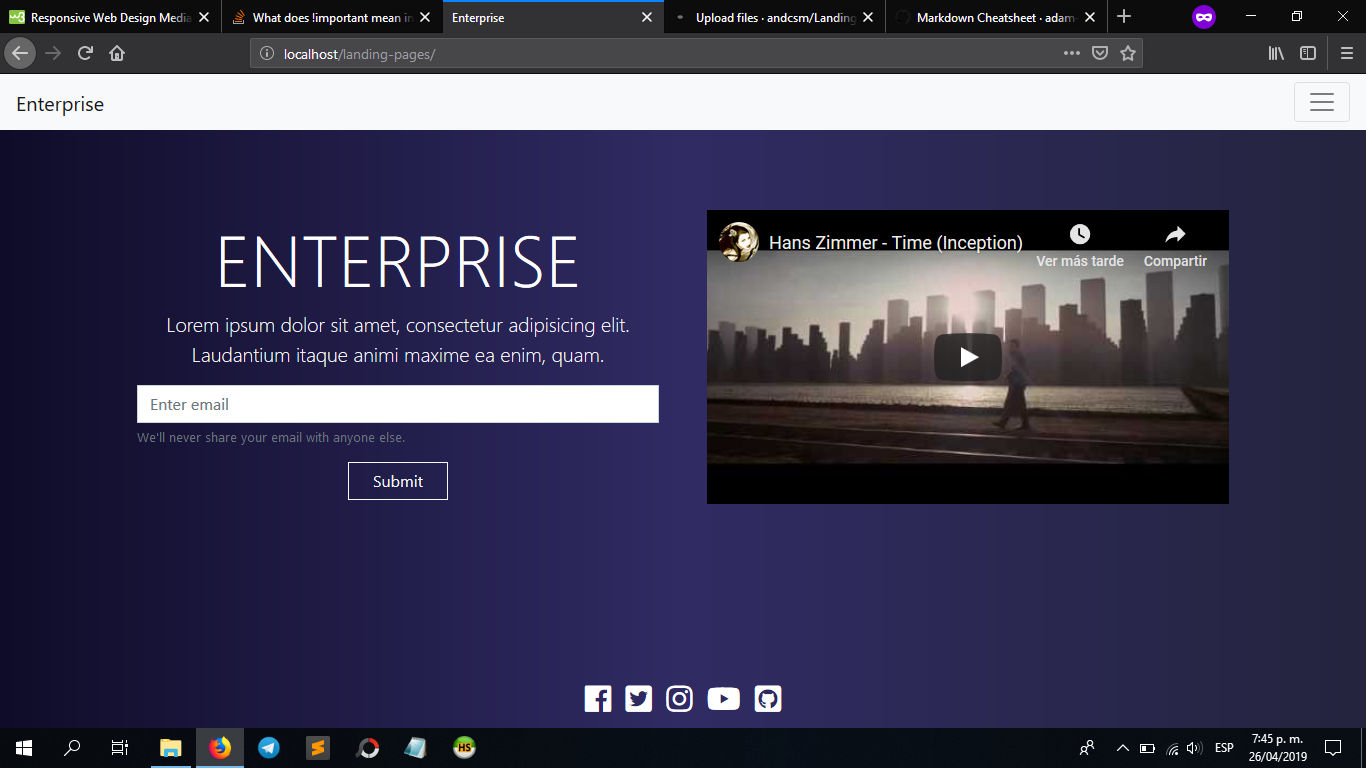 Responsive Web Design Media
What does !important mean in
Enterprise
Upload files · andcsm/Landing
Markdown Cheatsheet · adam-
localhost/landing-pages/
Enterprise
ENTERPRISE
Lorem ipsum dolor sit amet, consectetur adipisicing elit.
Laudantium itaque animi maxime ea enim, quam.
Enter email
We'll never share your email with anyone else.
Submit
Hans Zimmer - Time (Inception)
Ver más tarde
Compartir
HS
ESP
7:45 p. m.
26/04/2019